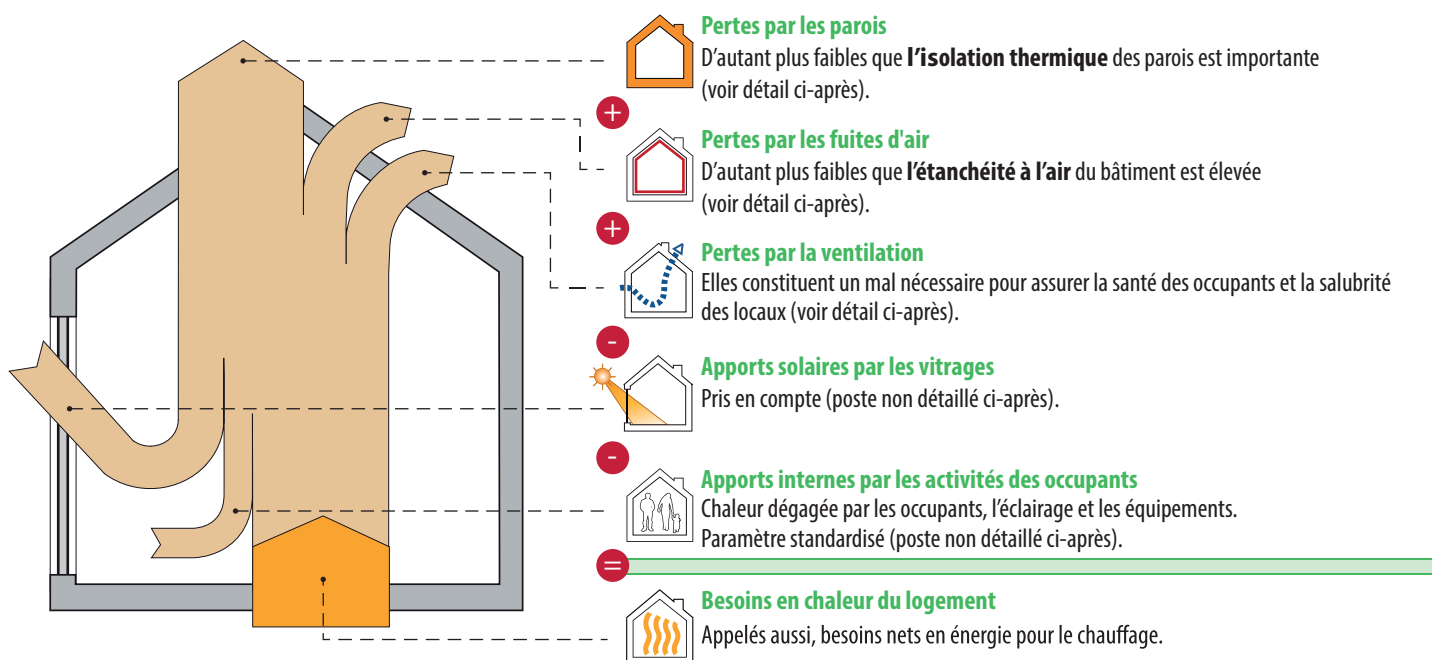 Pertes par les parois
D'autant plus faibles que l'isolation thermique des parois est importante
(voir détail ci-après).
+
Pertes par les fuites d'air
D'autant plus faibles que l'étanchéité à l'air du bâtiment est élevée
(voir détail ci-après).
+
Pertes par la ventilation
Elles constituent un mal nécessaire pour assurer la santé des occupants et la salubrité
des locaux (voir détail ci-après).
-
Apports solaires par les vitrages
Pris en compte (poste non détaillé ci-après).
-
Apports internes par les activités des occupants
Chaleur dégagée par les occupants, l'éclairage et les équipements.
Paramètre standardisé (poste non détaillé ci-après).
=
Besoins en chaleur du logement
Appelés aussi, besoins nets en énergie pour le chauffage.